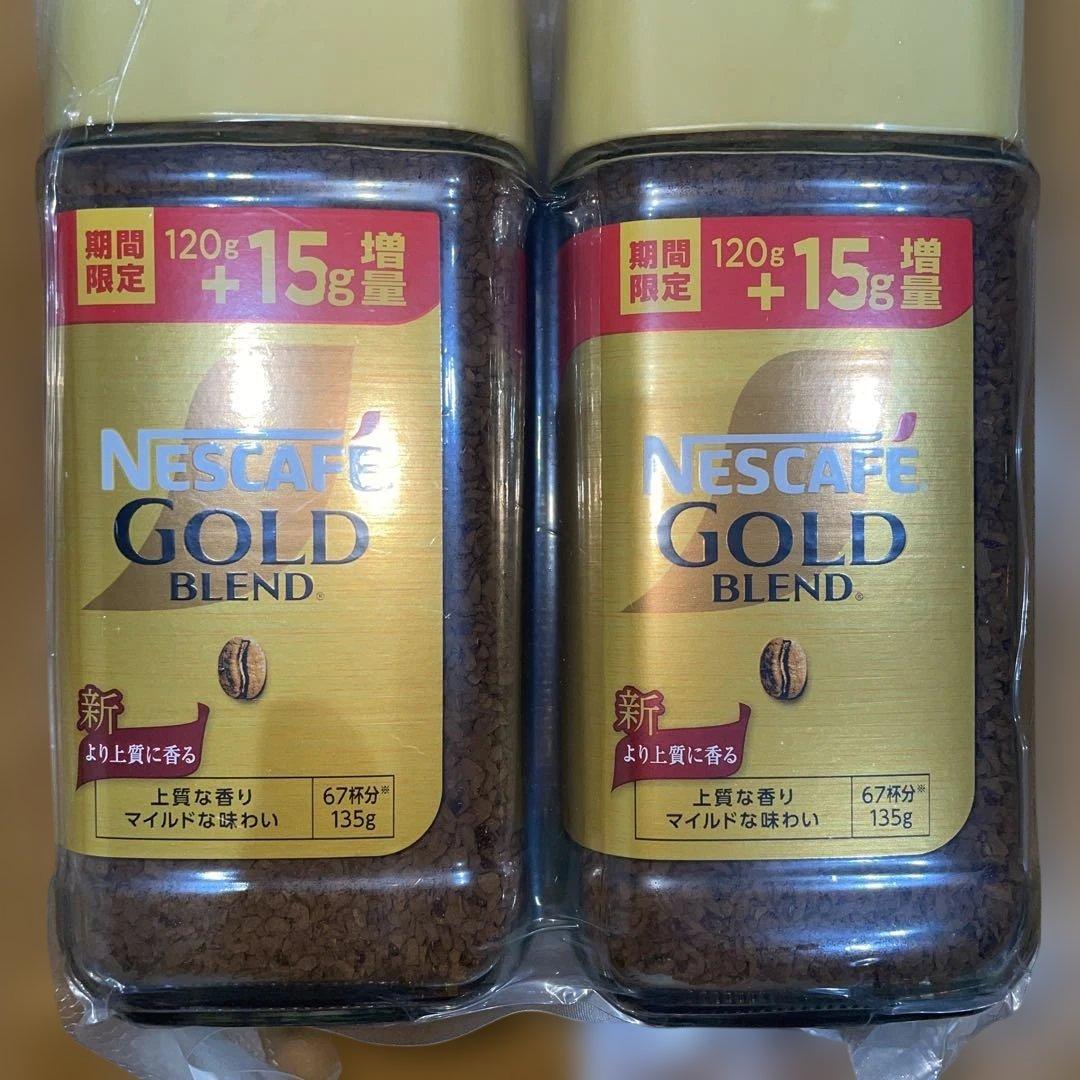 期間
限定
120g
+15g
増量
NESCAFÉ
GOLD
BLEND®
新
より上質に香る
上質な香り
マイルドな味わい
67杯分※
135g
期間
限定
120g
+15g
増量
NESCAFÉ®
GOLD
BLEND®
新
より上質に香る
上質な香り
マイルドな味わい
67杯分※
135g